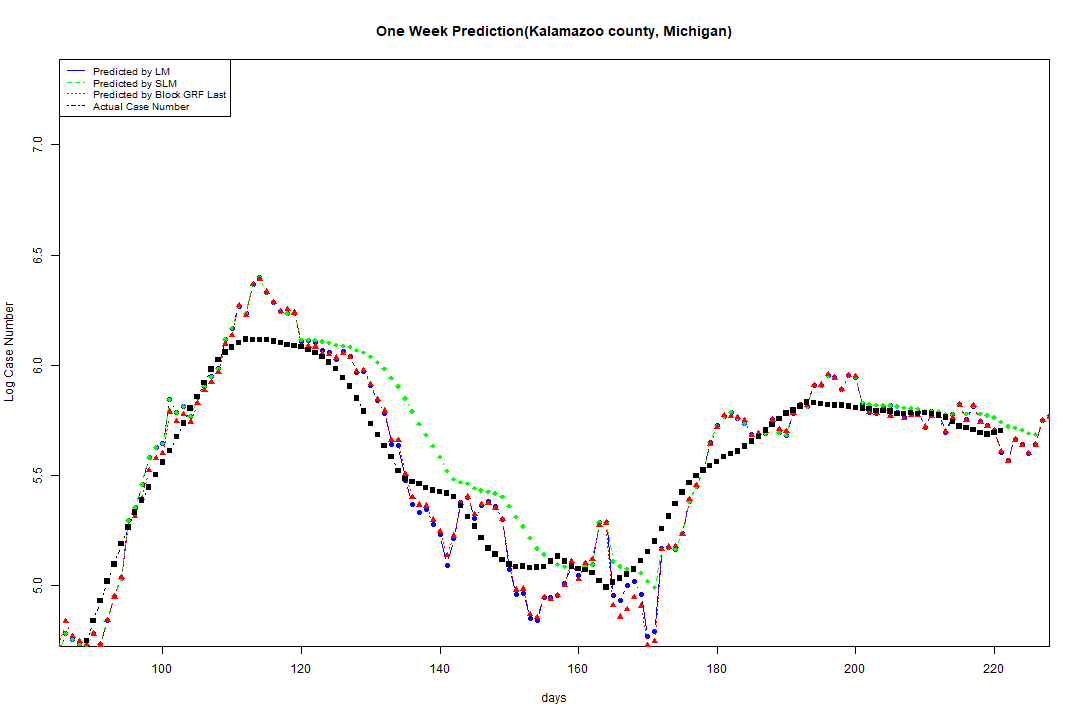 One Week Prediction(Kalamazoo county, Michigan)
Predicted by LM
Predicted by SLM
Predicted by Block GRF Last
Actual Case Number
7.0
6.5
6.0
5.5
5.0
Log Case Number
100 120 140 160 180 200 220
days